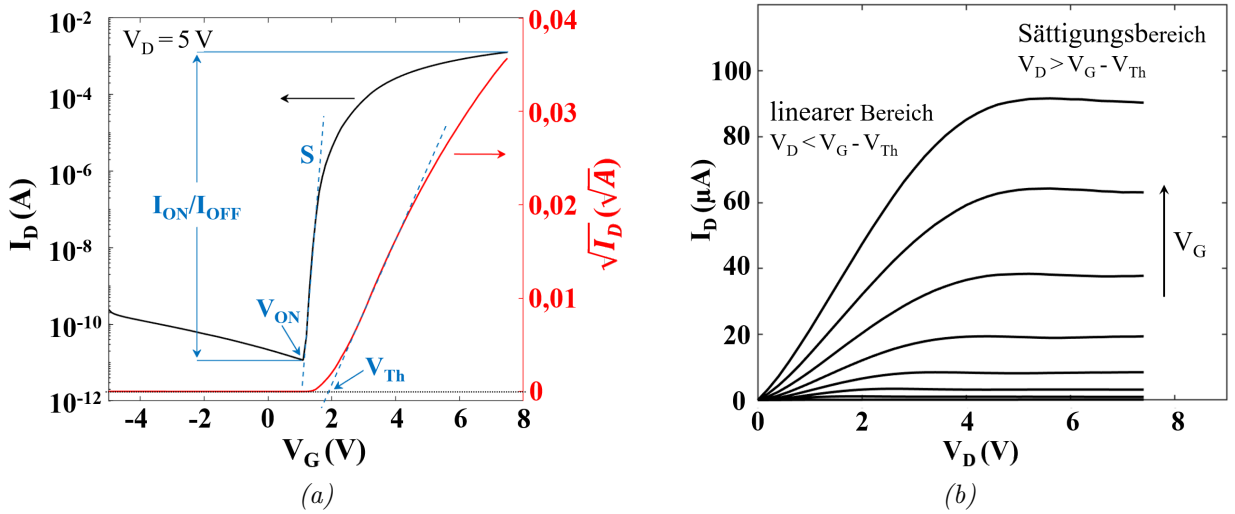 V_D = 5 V
10^-2
10^-4
10^-6
10^-8
10^-10
10^-12
I_D (A)
I_ON/I_OFF
S
V_ON
V_Th
0,04
0,03
0,02
0,01
0
√I_D (√A)
-4 -2 0 2 4 6 8
V_G (V)
(a)
Sättigungsbereich
V_D > V_G - V_Th
linearer Bereich
V_D < V_G - V_Th
100
80
60
40
20
0
I_D (µA)
V_G
0 2 4 6 8
V_D (V)
(b)